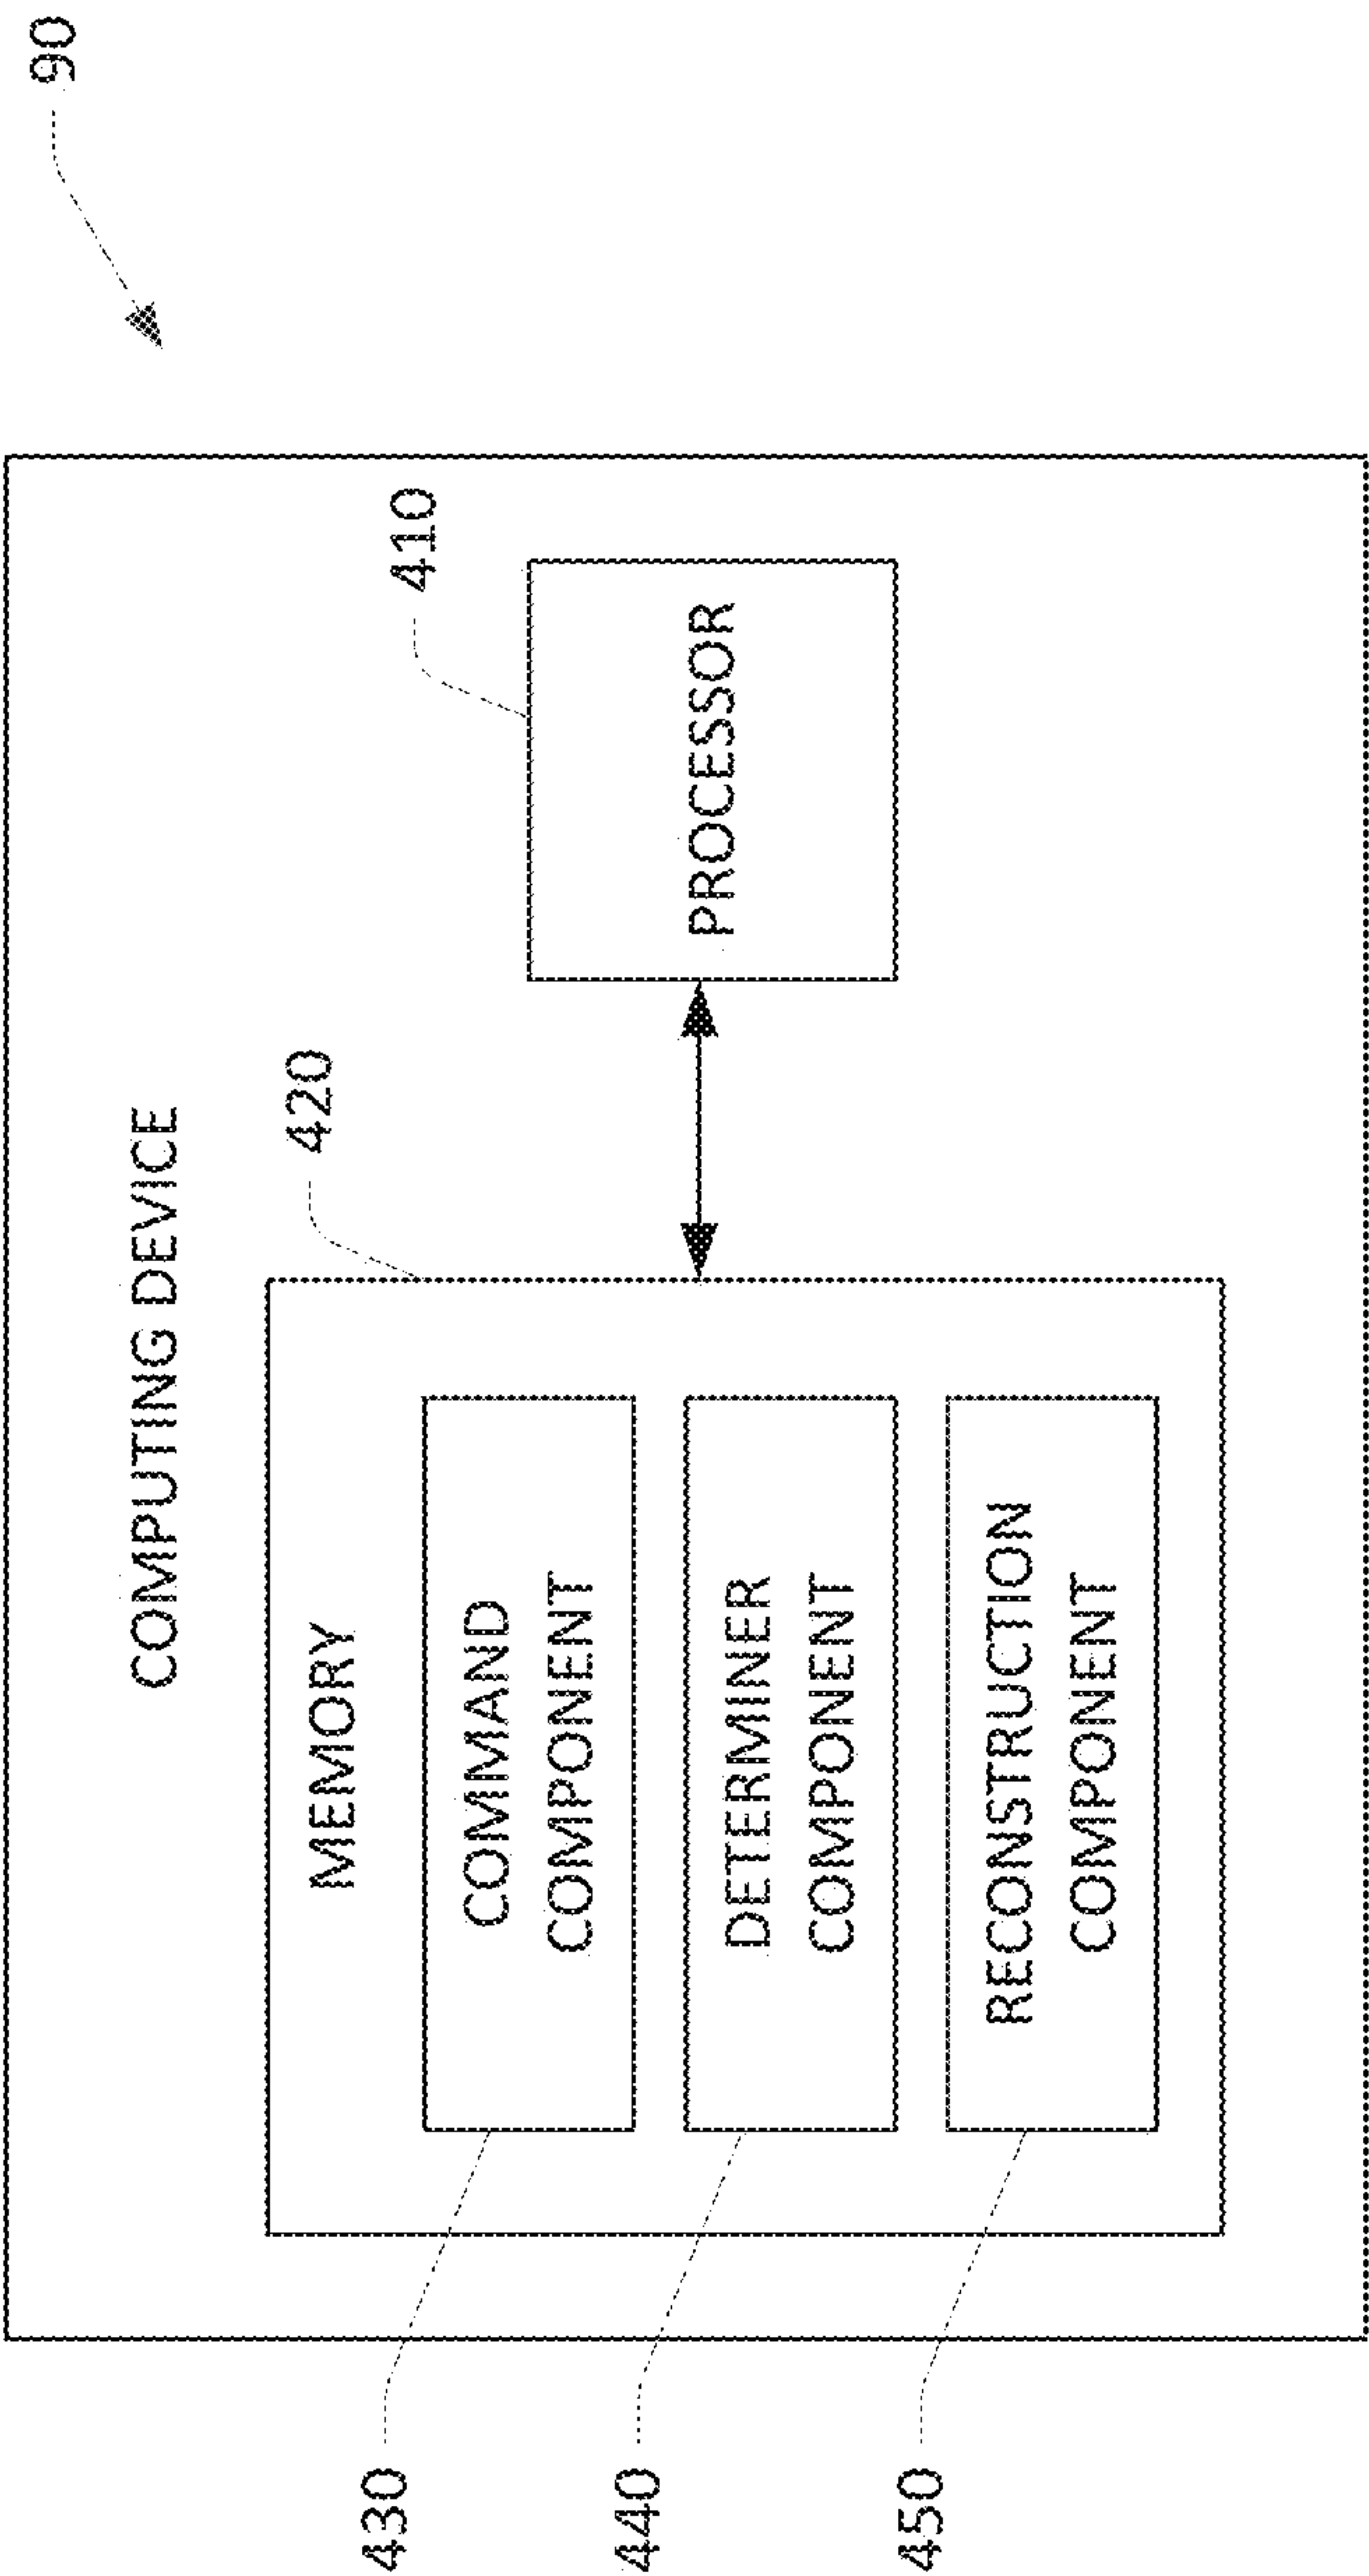 90
COMPUTING DEVICE
420
410
MEMORY
PROCESSOR
430
COMMAND
COMPONENT
440
DETERMINER
COMPONENT
450
RECONSTRUCTION
COMPONENT